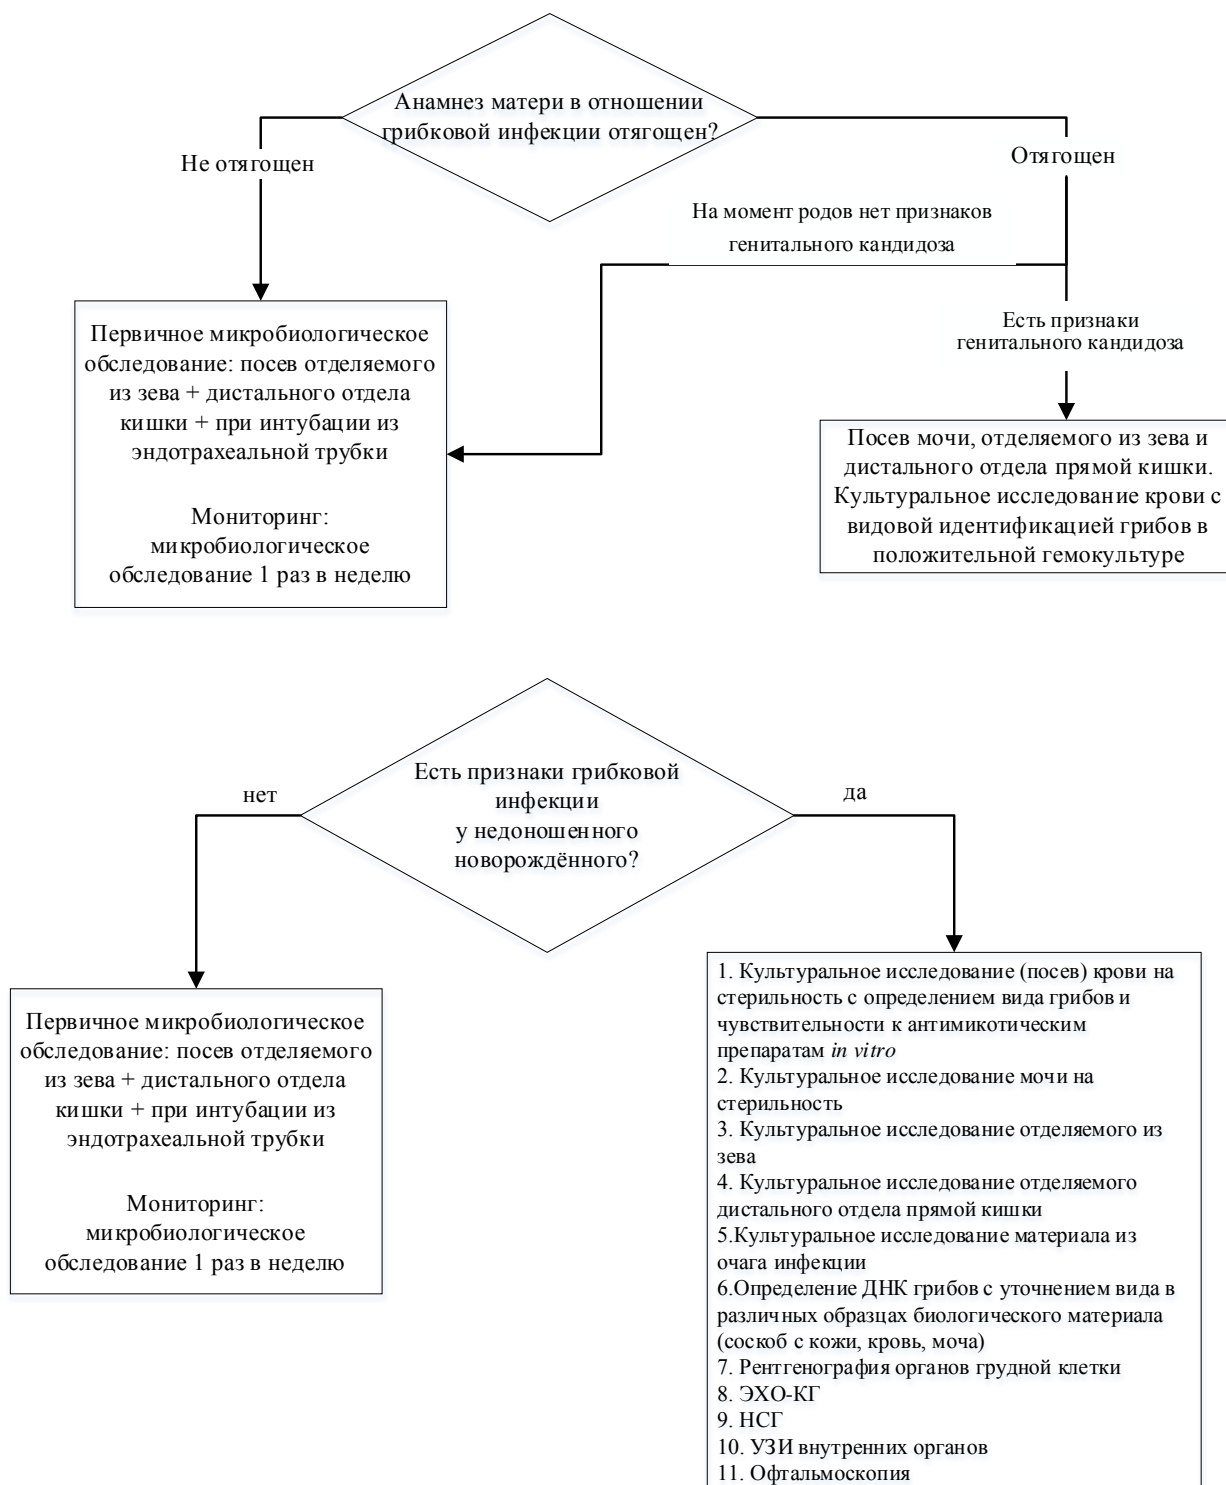 Анамнез матери в отношении
грибковой инфекции отягощен?
Не отягощен
Отягощен
На момент родов нет признаков
генитального кандидоза
Есть признаки
генитального кандидоза
Первичное микробиологическое
обследование: посев отделяемого
из зева + дистального отдела
кишки + при интубации из
эндотрахеальной трубки
Мониторинг:
микробиологическое
обследование 1 раз в неделю
Посев мочи, отделяемого из зева и
дистального отдела прямой кишки.
Культуральное исследование крови с
видовой идентификацией грибов в
положительной гемокультуре
Есть признаки грибковой
инфекции
у недоношенного
новорождённого?
нет
да
Первичное микробиологическое
обследование: посев отделяемого
из зева + дистального отдела
кишки + при интубации из
эндотрахеальной трубки
Мониторинг:
микробиологическое
обследование 1 раз в неделю
1. Культуральное исследование (посев) крови на
стерильность с определением вида грибов и
чувствительности к антимикотическим
препаратам in vitro
2. Культуральное исследование мочи на
стерильность
3. Культуральное исследование отделяемого из
зева
4. Культуральное исследование отделяемого
дистального отдела прямой кишки
5.Культуральное исследование материала из
очага инфекции
6.Определение ДНК грибов с уточнением вида в
различных образцах биологического материала
(соскоб с кожи, кровь, моча)
7. Рентгенография органов грудной клетки
8. ЭХО-КГ
9. НСГ
10. УЗИ внутренних органов
11. Офтальмоскопия